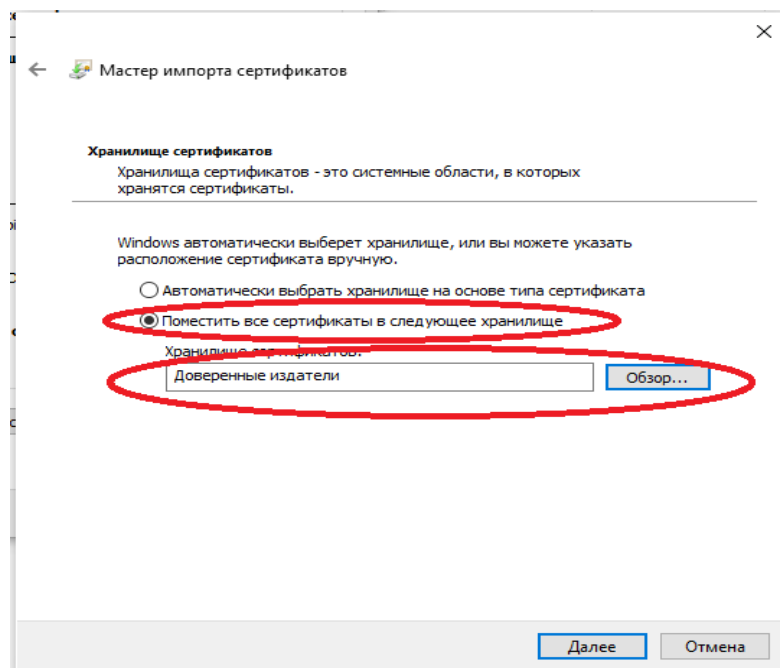 Мастер импорта сертификатов
Хранилище сертификатов
Хранилища сертификатов - это системные области, в которых
хранятся сертификаты.
Windows автоматически выберет хранилище, или вы можете указать
расположение сертификата вручную.
Автоматически выбрать хранилище на основе типа сертификата
Поместить все сертификаты в следующее хранилище
Хранилище сертификатов:
Доверенные издатели
Обзор...
Далее
Отмена